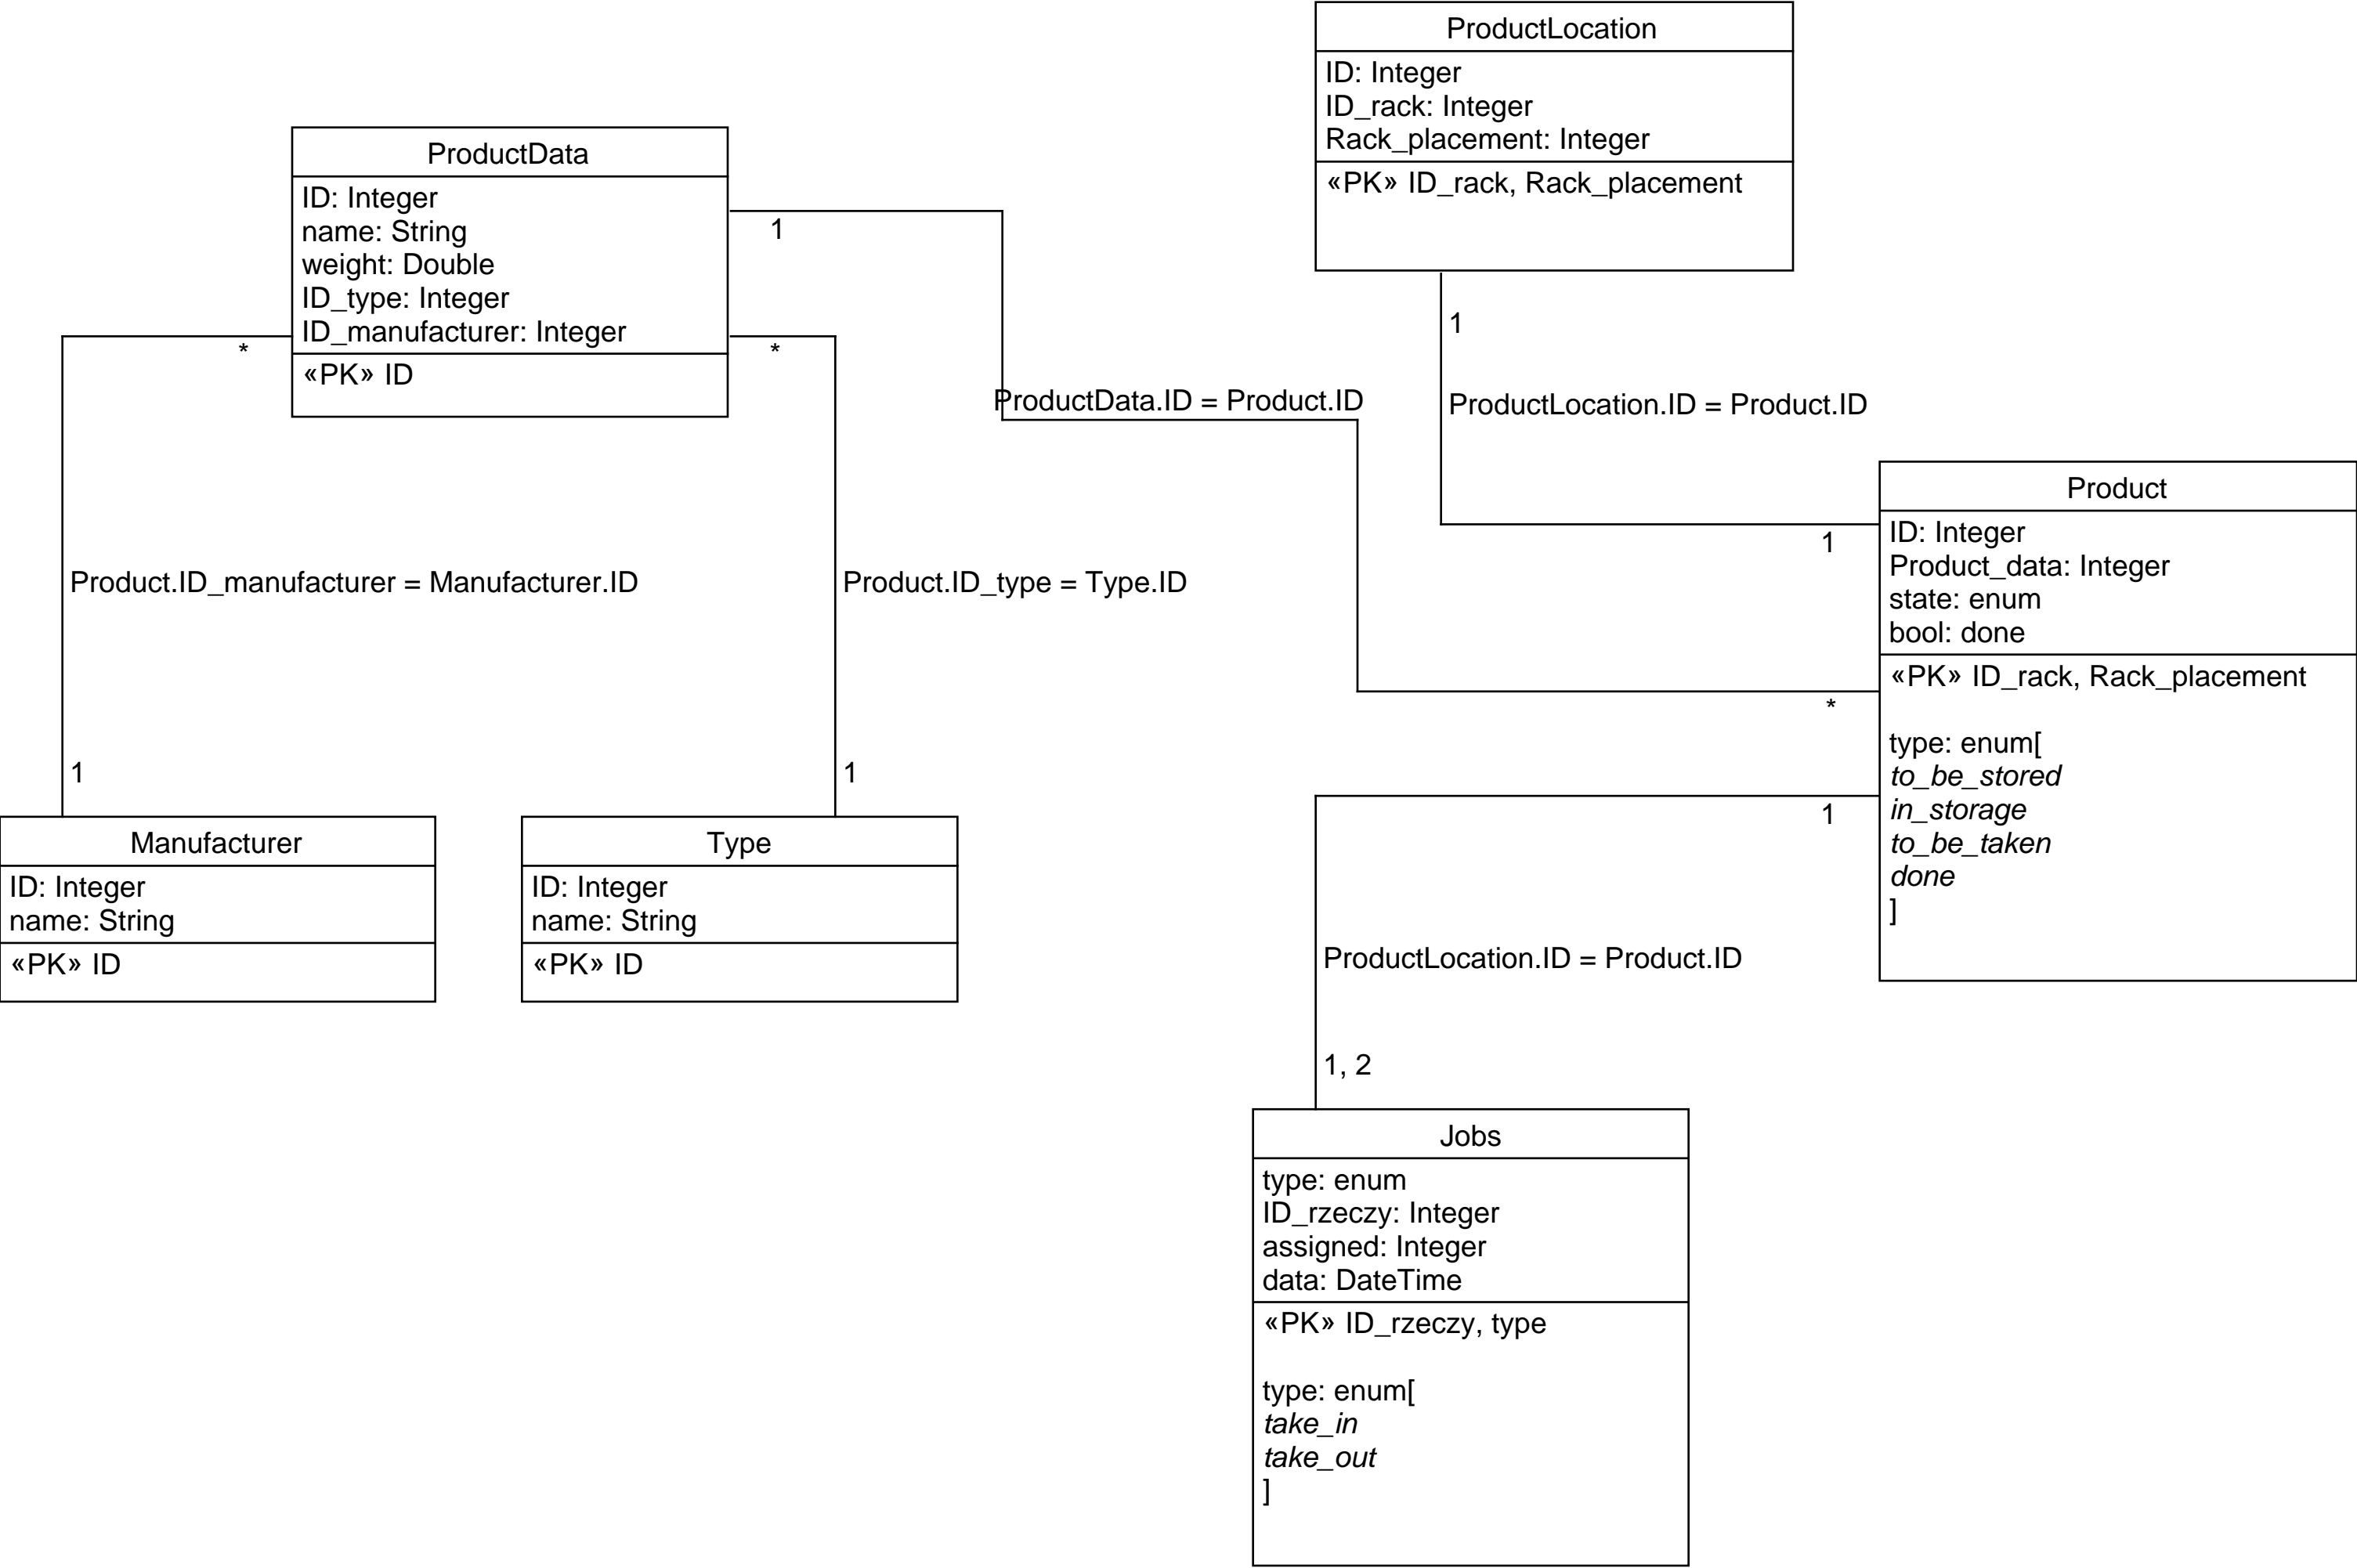 ProductLocation
ID: Integer
ID_rack: Integer
Rack_placement: Integer
«PK» ID_rack, Rack_placement
ProductData
ID: Integer
name: String
weight: Double
ID_type: Integer
ID_manufacturer: Integer
«PK» ID
1
*
*
1
ProductData.ID = Product.ID
ProductLocation.ID = Product.ID
Product
ID: Integer
Product_data: Integer
state: enum
bool: done
«PK» ID_rack, Rack_placement
type: enum[
to_be_stored
in_storage
to_be_taken
done
]
1
*
1
Product.ID_manufacturer = Manufacturer.ID
Product.ID_type = Type.ID
1
1
Manufacturer
ID: Integer
name: String
«PK» ID
Type
ID: Integer
name: String
«PK» ID
ProductLocation.ID = Product.ID
1, 2
Jobs
type: enum
ID_rzeczy: Integer
assigned: Integer
data: DateTime
«PK» ID_rzeczy, type
type: enum[
take_in
take_out
]